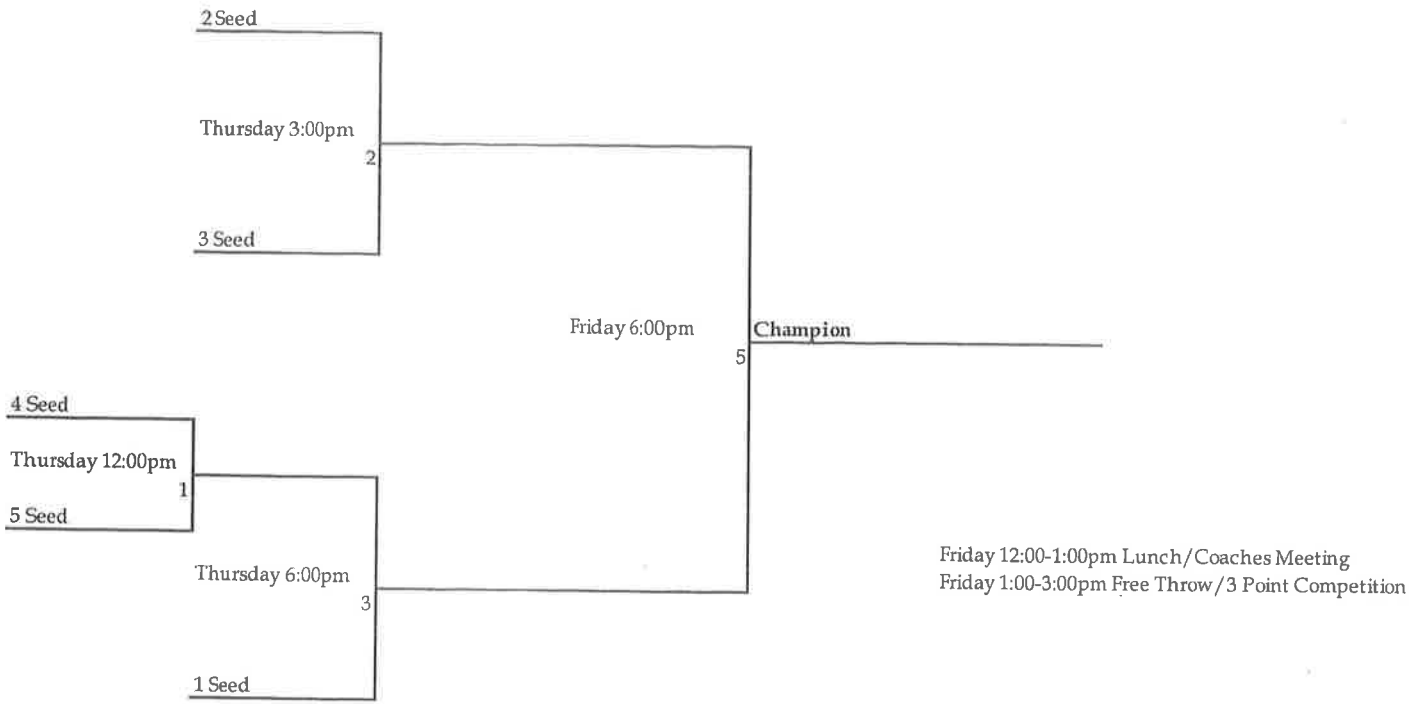 2 Seed
Thursday 3:00pm
2
3 Seed
Friday 6:00pm
Champion
5
4 Seed
Thursday 12:00pm
1
5 Seed
Thursday 6:00pm
3
1 Seed
Friday 12:00-1:00pm Lunch/Coaches Meeting
Friday 1:00-3:00pm Free Throw/3 Point Competition